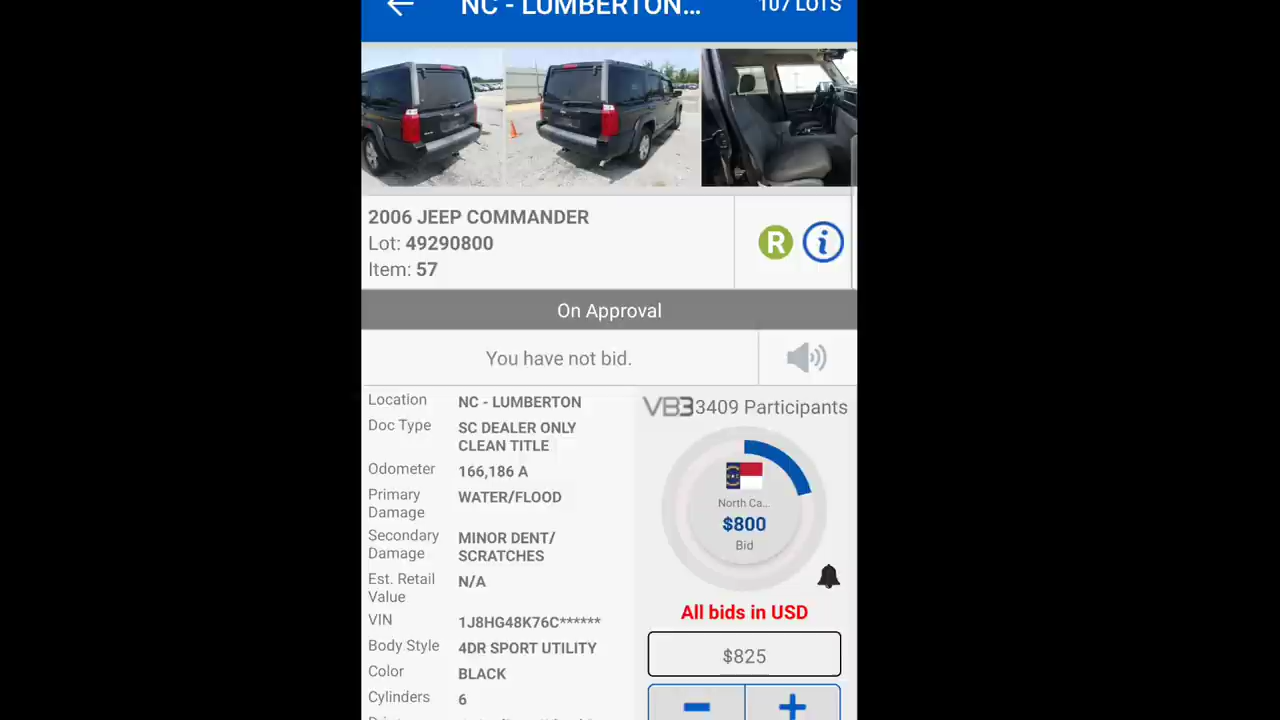 NC - LUMBERTON...
107 LOTS
2006 JEEP COMMANDER
Lot: 49290800
Item: 57
R
i
On Approval
You have not bid.
Location NC - LUMBERTON
Doc Type SC DEALER ONLY
CLEAN TITLE
Odometer 166,186 A
Primary
Damage
WATER/FLOOD
Secondary
Damage
MINOR DENT/
SCRATCHES
Est. Retail
Value
N/A
VIN 1J8HG48K76C******
Body Style 4DR SPORT UTILITY
Color BLACK
Cylinders 6
VB3 3409 Participants
North Ca...
$800
Bid
All bids in USD
$825